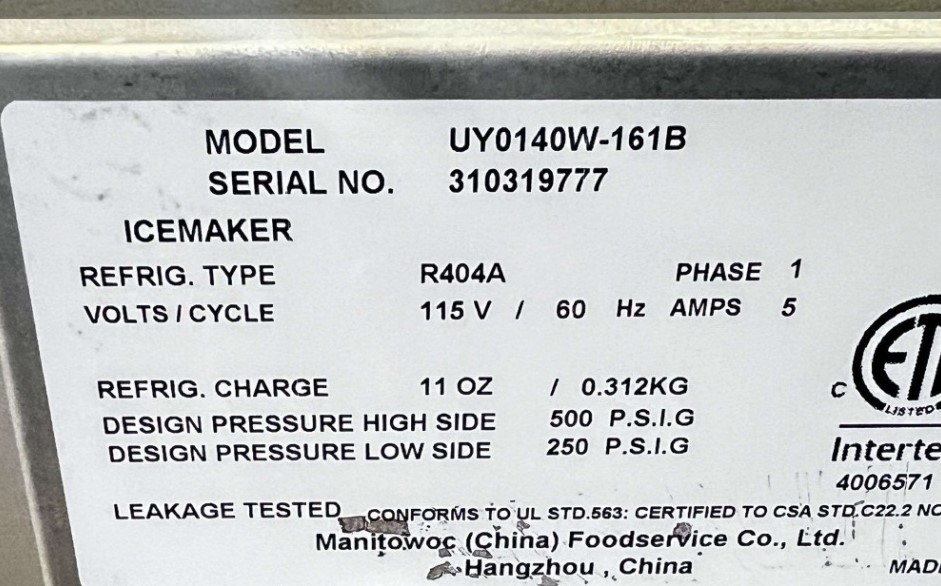 MODEL UY0140W-161B
SERIAL NO. 310319777
ICEMAKER
REFRIG. TYPE R404A PHASE 1
VOLTS / CYCLE 115 V / 60 Hz AMPS 5
REFRIG. CHARGE 11 OZ / 0.312KG
DESIGN PRESSURE HIGH SIDE 500 P.S.I.G
DESIGN PRESSURE LOW SIDE 250 P.S.I.G
C ETL
LISTED
Interte
4006571
LEAKAGE TESTED CONFORMS TO UL STD.563: CERTIFIED TO CSA STD.C22.2 NO
Manitowoc (China) Foodservice Co., Ltd.
Hangzhou , China MAD